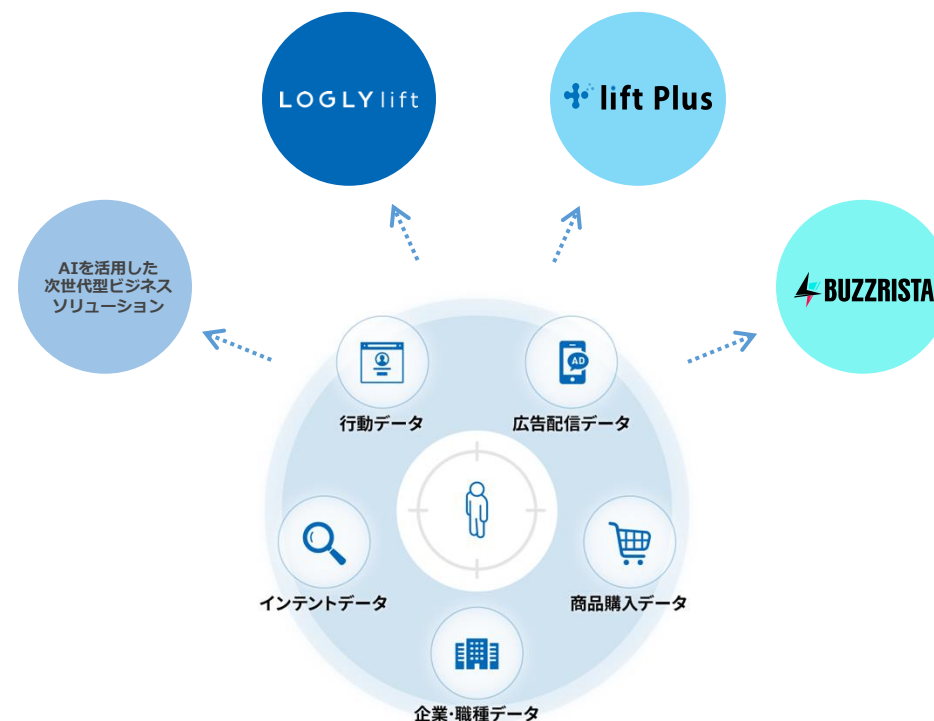 LOGLY lift
lift Plus
AIを活用した
次世代型ビジネス
ソリューション
BUZZRISTA
AD
行動データ
広告配信データ
インテントデータ
商品購入データ
企業・職種データ